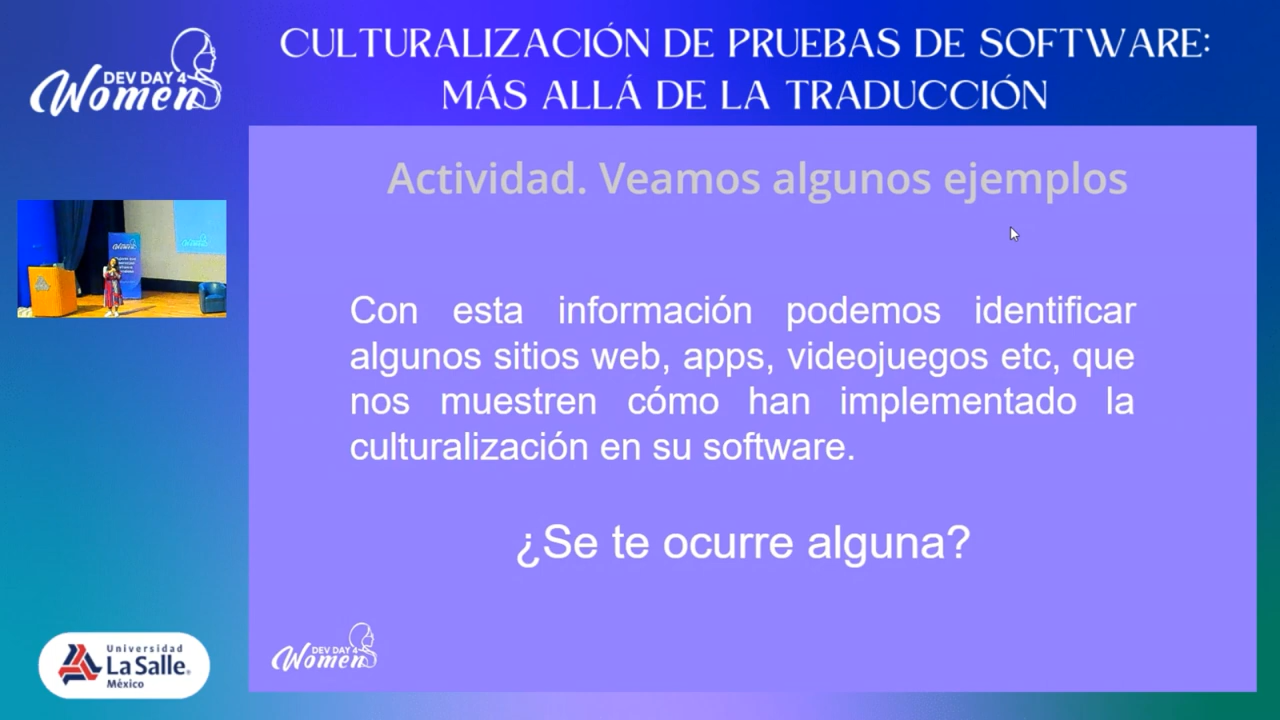 CULTURALIZACIÓN DE PRUEBAS DE SOFTWARE:
MÁS ALLÁ DE LA TRADUCCIÓN
DEV DAY 4
Women
Actividad. Veamos algunos ejemplos
Con esta información podemos identificar
algunos sitios web, apps, videojuegos etc, que
nos muestren cómo han implementado la
culturalización en su software.
¿Se te ocurre alguna?
DEV DAY 4
Women
Universidad
La Salle®
México